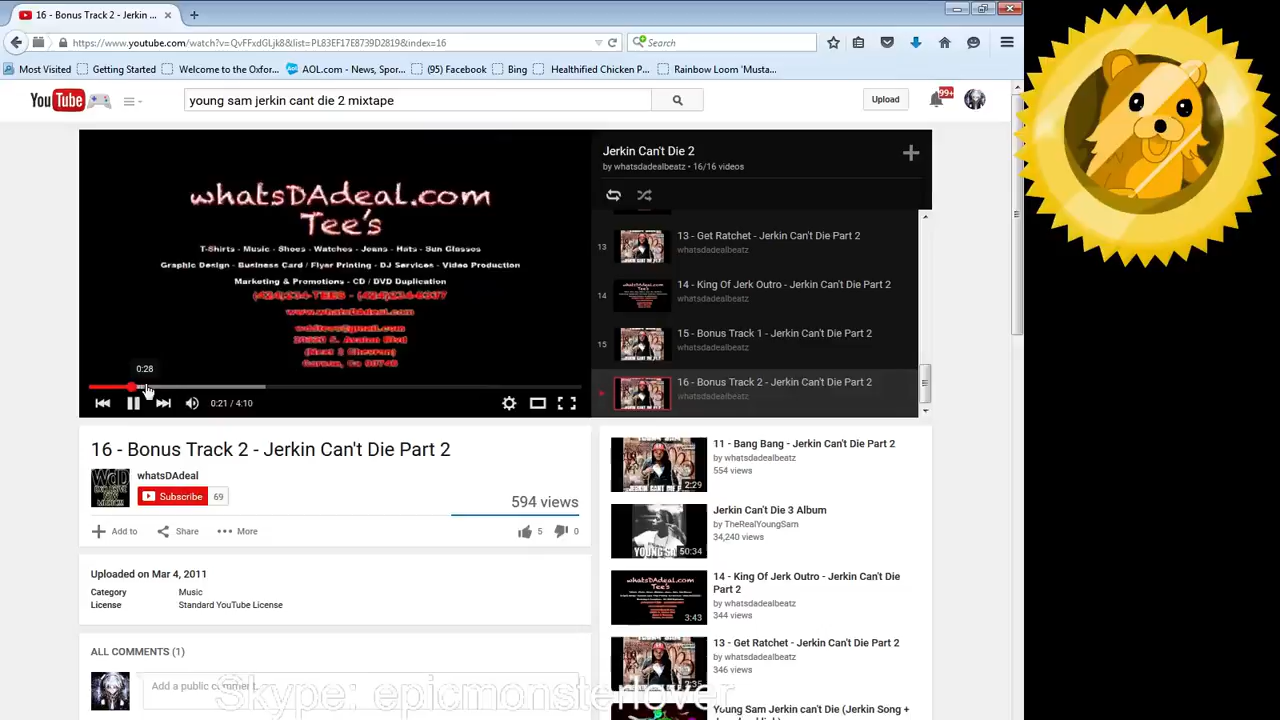 16 - Bonus Track 2 - Jerkin ...
https://www.youtube.com/watch?v=QvFFxdGLjk8&list=PL83EF17E8739D2819&index=16
Search
Most Visited
Getting Started
Welcome to the Oxfor...
AOL.com - News, Spor...
(95) Facebook
Bing
Healthified Chicken P...
Rainbow Loom 'Musta...
YouTube
young sam jerkin cant die 2 mixtape
Upload
99+
whatsDAdeal.com
Tee's
T-Shirts - Music - Shoes - Watches - Jeans - Hats - Sun Glasses
Graphic Design - Business Card / Flyer Printing - DJ Services - Video Production
Marketing & Promotions - CD / DVD Duplication
www.whatsDAdeal.com
0:28
0:21 / 4:10
Jerkin Can't Die 2
by whatsdadealbeatz • 16/16 videos
13
13 - Get Ratchet - Jerkin Can't Die Part 2
whatsdadealbeatz
14
14 - King Of Jerk Outro - Jerkin Can't Die Part 2
whatsdadealbeatz
15
15 - Bonus Track 1 - Jerkin Can't Die Part 2
whatsdadealbeatz
16 - Bonus Track 2 - Jerkin Can't Die Part 2
whatsdadealbeatz
16 - Bonus Track 2 - Jerkin Can't Die Part 2
whatsDAdeal
Subscribe
69
594 views
Add to
Share
More
5
0
Uploaded on Mar 4, 2011
Category
Music
License
Standard YouTube License
ALL COMMENTS (1)
Add a public comment
11 - Bang Bang - Jerkin Can't Die Part 2
by whatsdadealbeatz
554 views
2:29
Jerkin Can't Die 3 Album
by TheRealYoungSam
34,240 views
50:34
14 - King Of Jerk Outro - Jerkin Can't Die
Part 2
by whatsdadealbeatz
344 views
3:43
13 - Get Ratchet - Jerkin Can't Die Part 2
by whatsdadealbeatz
346 views
2:35
Young Sam Jerkin can't Die (Jerkin Song +
Skype: epicmonsterlover